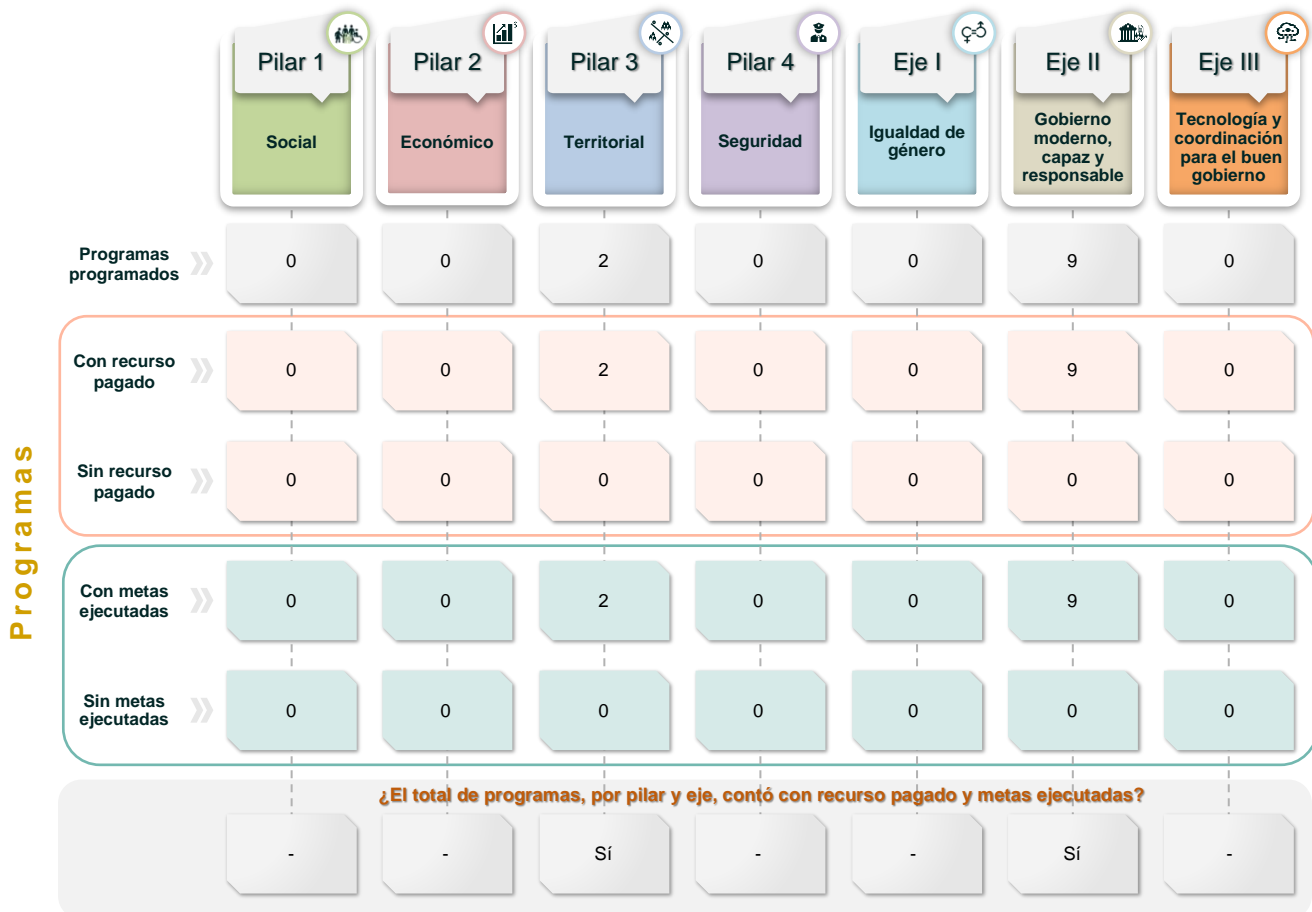 Pilar 1
Pilar 2
Pilar 3
Pilar 4
Eje I
Eje II
Eje III
Social
Económico
Territorial
Seguridad
Igualdad de
género
Gobierno
moderno,
capaz y
responsable
Tecnología y
coordinación
para el buen
gobierno
Programas
Programas
programados
0 0 2 0 0 9 0
Con recurso
pagado
0 0 2 0 0 9 0
Sin recurso
pagado
0 0 0 0 0 0 0
Con metas
ejecutadas
0 0 2 0 0 9 0
Sin metas
ejecutadas
0 0 0 0 0 0 0
¿El total de programas, por pilar y eje, contó con recurso pagado y metas ejecutadas?
- - Sí - - Sí -